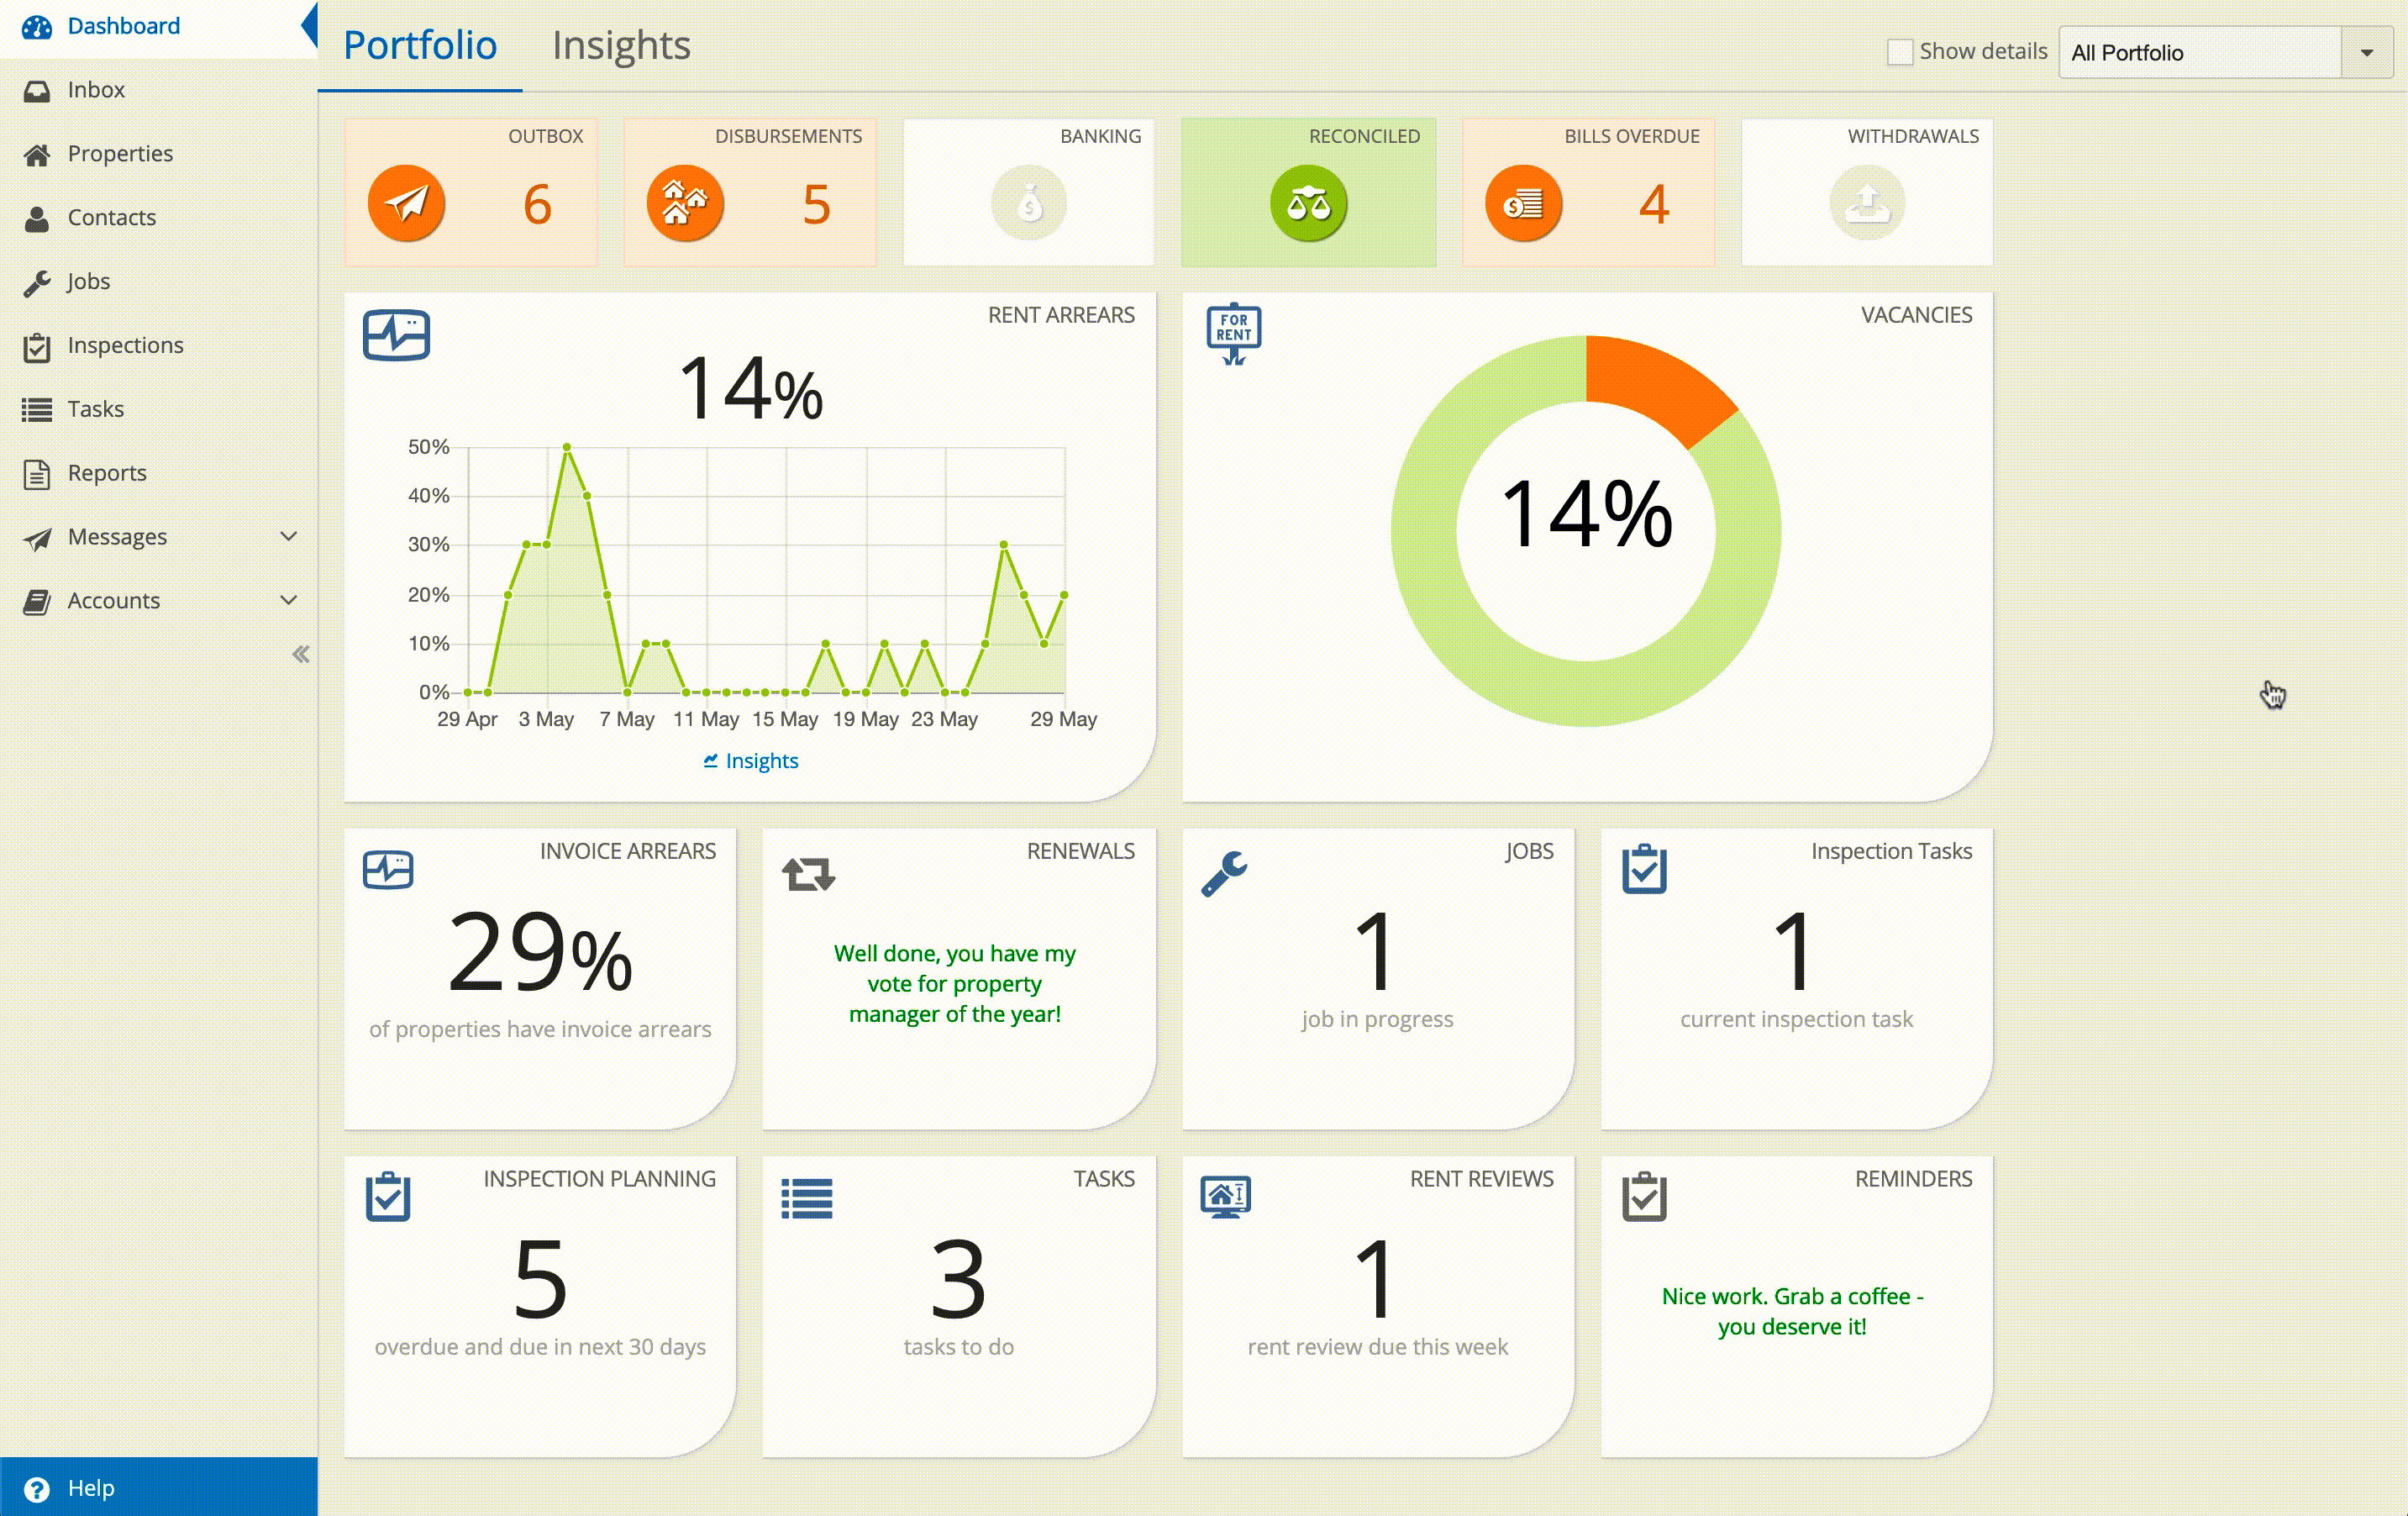 Dashboard
Inbox
Properties
Contacts
Jobs
Inspections
Tasks
Reports
Messages
Accounts
Help
Portfolio
Insights
Show details
All Portfolio
OUTBOX
6
DISBURSEMENTS
5
BANKING
$
RECONCILED
BILLS OVERDUE
$
4
WITHDRAWALS
RENT ARREARS
14%
50%
40%
30%
20%
10%
0%
29 Apr 3 May 7 May 11 May 15 May 19 May 23 May 29 May
Insights
FOR
RENT
VACANCIES
14%
INVOICE ARREARS
29%
of properties have invoice arrears
RENEWALS
Well done, you have my
vote for property
manager of the year!
JOBS
1
job in progress
Inspection Tasks
1
current inspection task
INSPECTION PLANNING
5
overdue and due in next 30 days
TASKS
3
tasks to do
RENT REVIEWS
1
rent review due this week
REMINDERS
Nice work. Grab a coffee -
you deserve it!